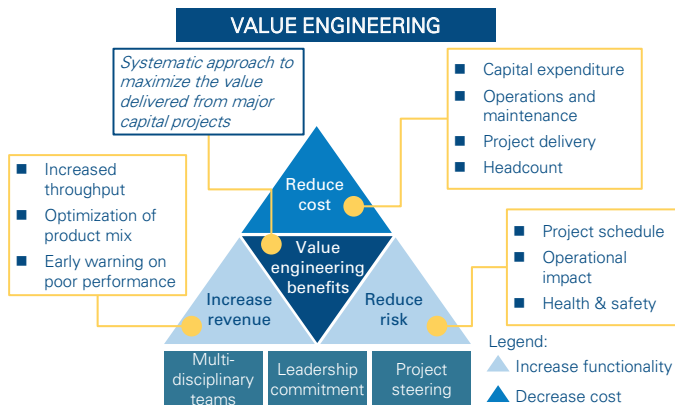 VALUE ENGINEERING
Systematic approach to
maximize the value
delivered from major
capital projects
■ Capital expenditure
■ Operations and
maintenance
■ Project delivery
■ Headcount
■ Increased
throughput
■ Optimization of
product mix
■ Early warning on
poor performance
Reduce
cost
Value
engineering
benefits
Increase
revenue
Reduce
risk
■ Project schedule
■ Operational
impact
■ Health & safety
Multi-
disciplinary
teams
Leadership
commitment
Project
steering
Legend:
Increase functionality
Decrease cost